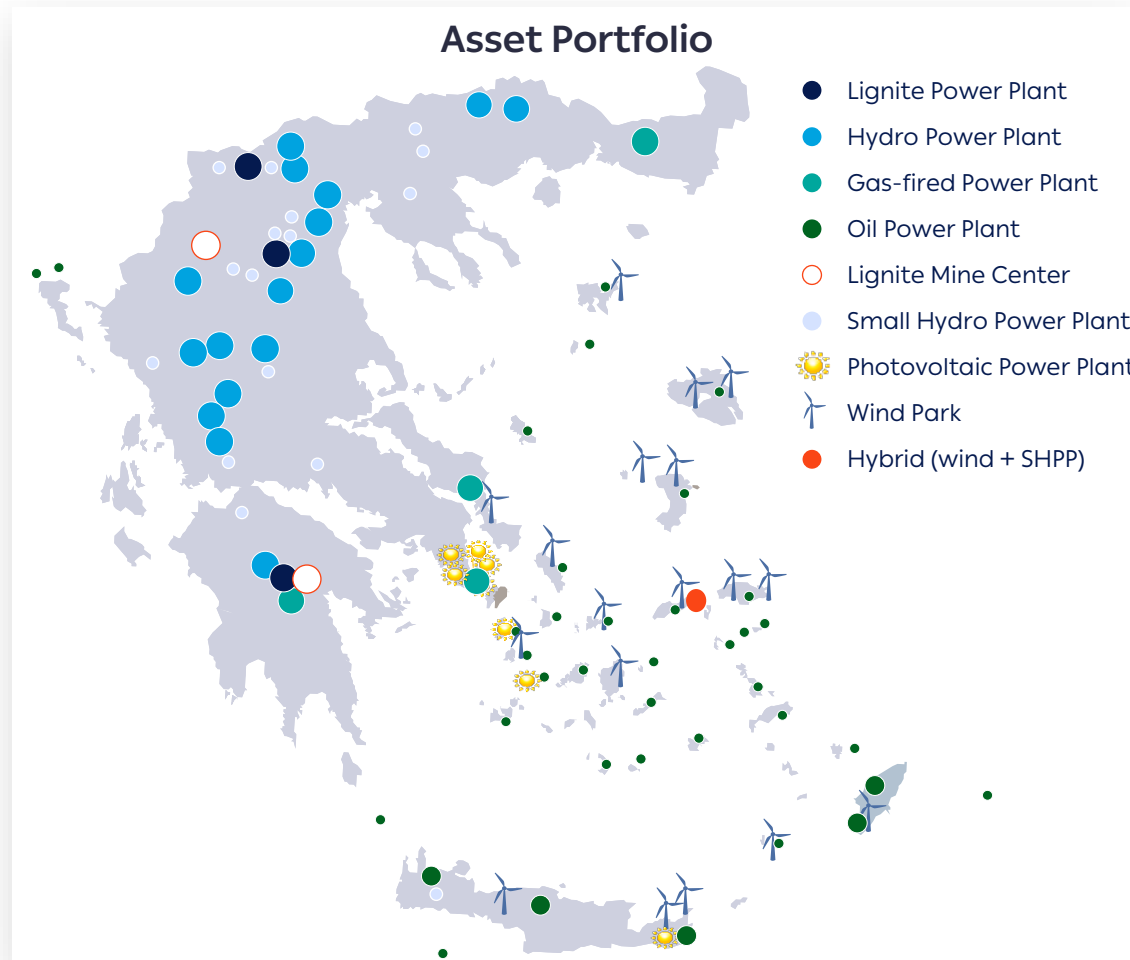 Asset Portfolio
Lignite Power Plant
Hydro Power Plant
Gas-fired Power Plant
Oil Power Plant
Lignite Mine Center
Small Hydro Power Plant
Photovoltaic Power Plant
Wind Park
Hybrid (wind + SHPP)